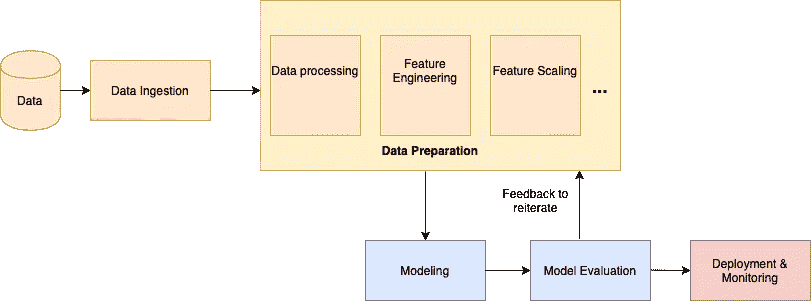 Data
Data Ingestion
Data processing
Feature
Engineering
Feature Scaling
...
Data Preparation
Feedback to
reiterate
Modeling
Model Evaluation
Deployment &
Monitoring